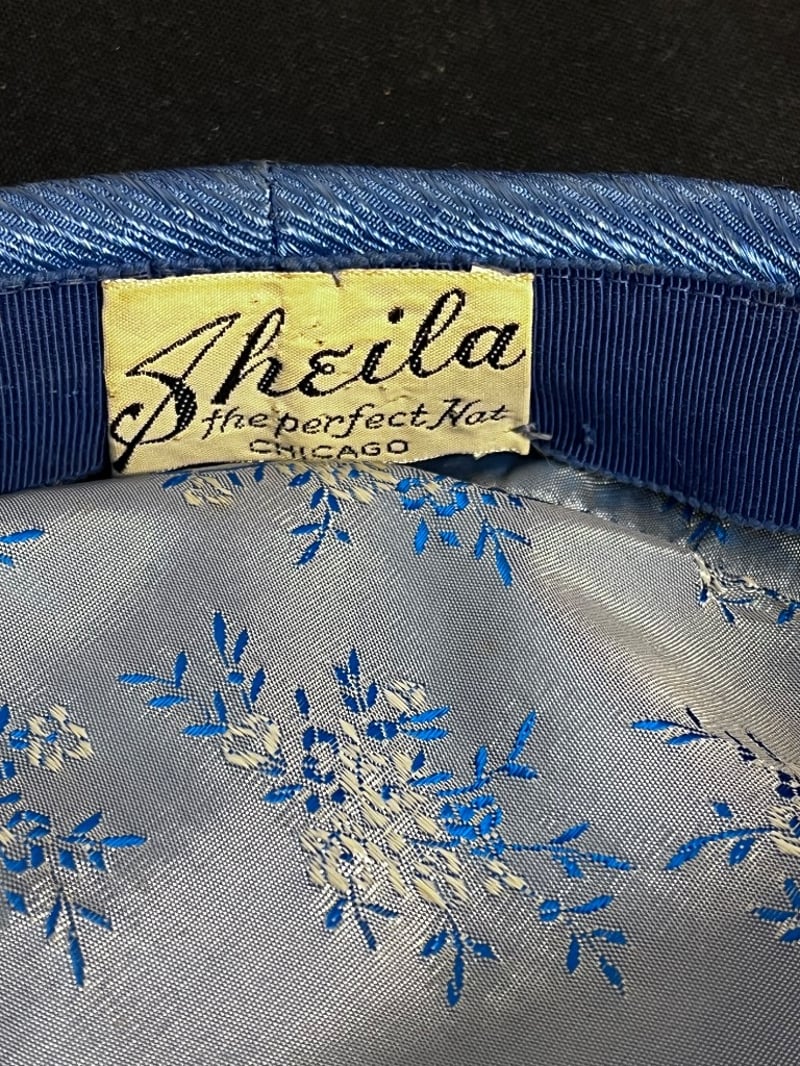 Sheila
the perfect Hat
CHICAGO